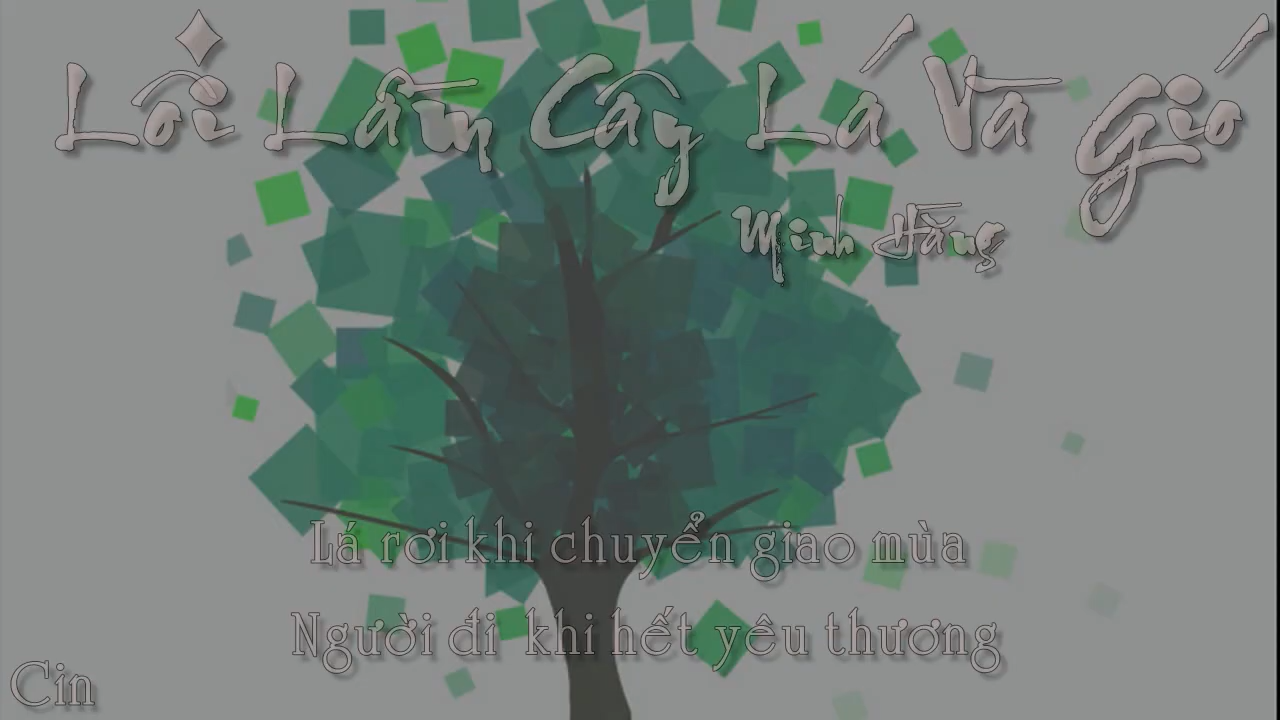 Lỗi Lầm Cây Lá Và Gió
Minh Hằng
Lá rơi khi chuyển giao mùa
Người đi khi hết yêu thương
Cin